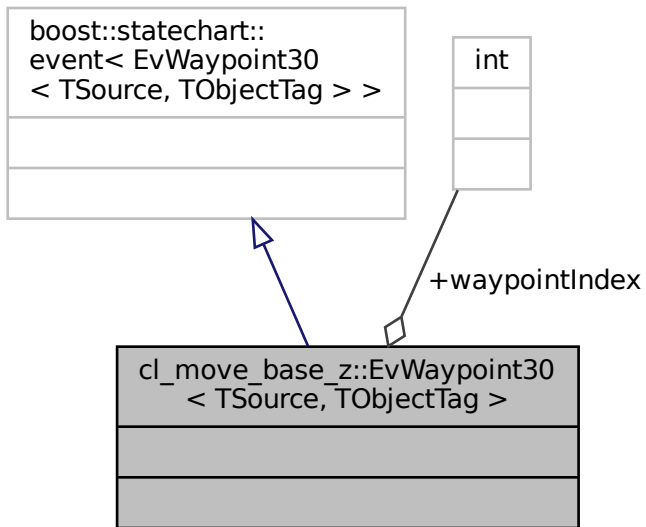 boost::statechart::
event< EvWaypoint30
< TSource, TObjectTag > >
int
+waypointIndex
cl_move_base_z::EvWaypoint30
< TSource, TObjectTag >